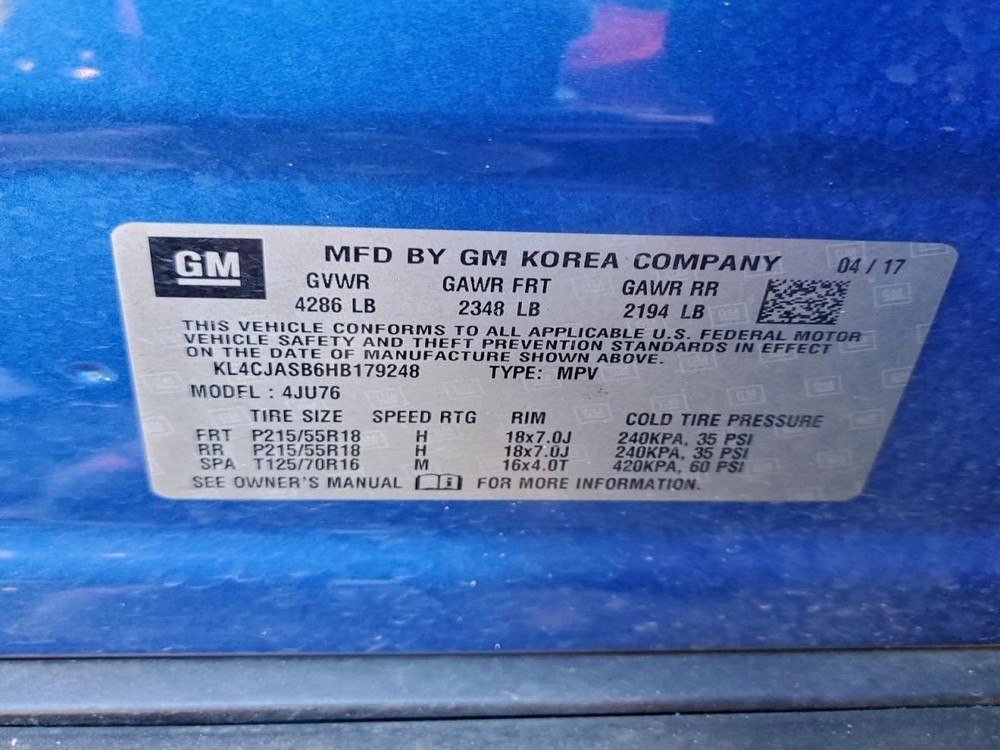 GM MFD BY GM KOREA COMPANY 04 / 17
GVWR GAWR FRT GAWR RR
4286 LB 2348 LB 2194 LB
THIS VEHICLE CONFORMS TO ALL APPLICABLE U.S. FEDERAL MOTOR
VEHICLE SAFETY AND THEFT PREVENTION STANDARDS IN EFFECT
ON THE DATE OF MANUFACTURE SHOWN ABOVE.
KL4CJASB6HB179248 TYPE: MPV
MODEL : 4JU76
TIRE SIZE SPEED RTG RIM COLD TIRE PRESSURE
FRT P215/55R18 H 18x7.0J 240KPA, 35 PSI
RR P215/55R18 H 18x7.0J 240KPA, 35 PSI
SPA T125/70R16 M 16x4.0T 420KPA, 60 PSI
SEE OWNER'S MANUAL i FOR MORE INFORMATION.